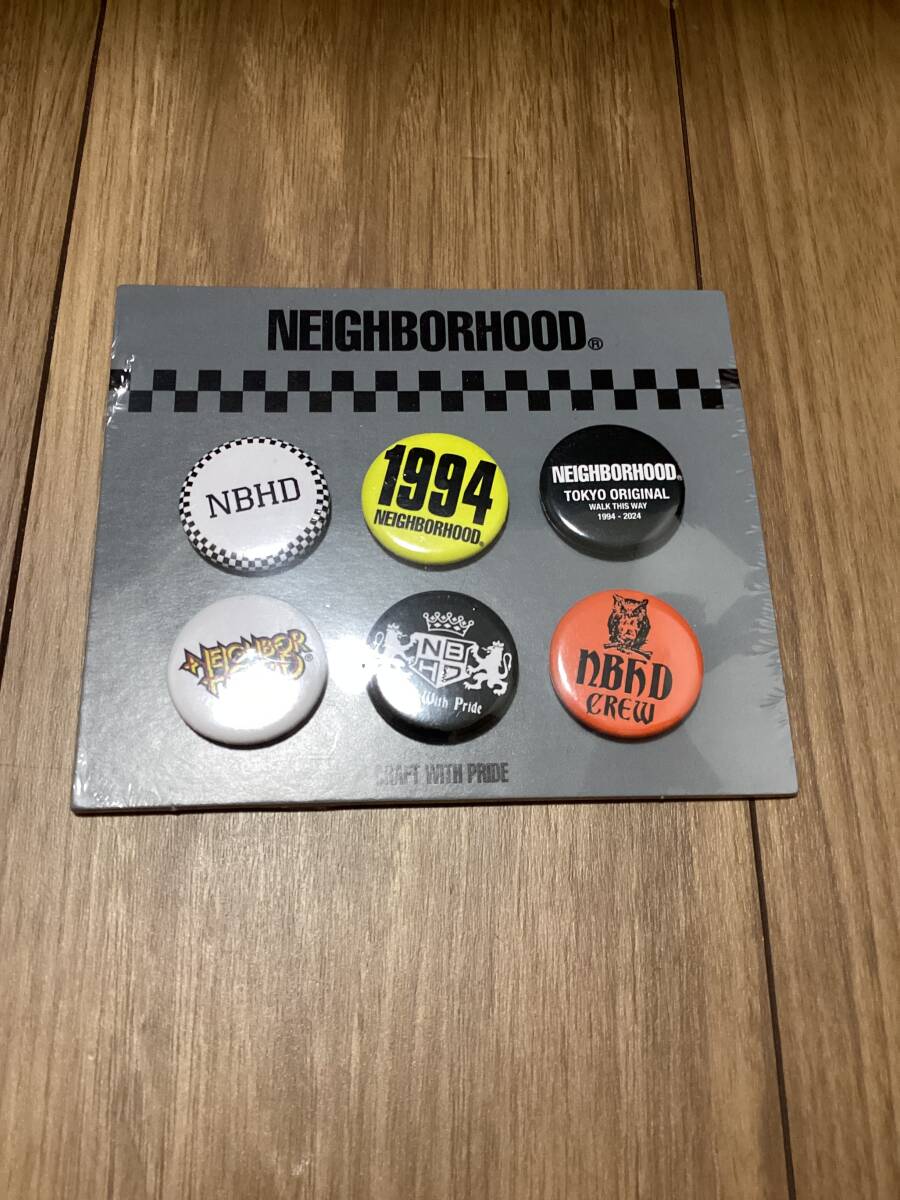 NEIGHBORHOOD®
NBHD
1994
NEIGHBORHOOD®
NEIGHBORHOOD®
TOKYO ORIGINAL
WALK THIS WAY
1994 - 2024
NEIGHBOR
NB
HD
With Pride
NBHD
CREW
CRAFT WITH PRIDE